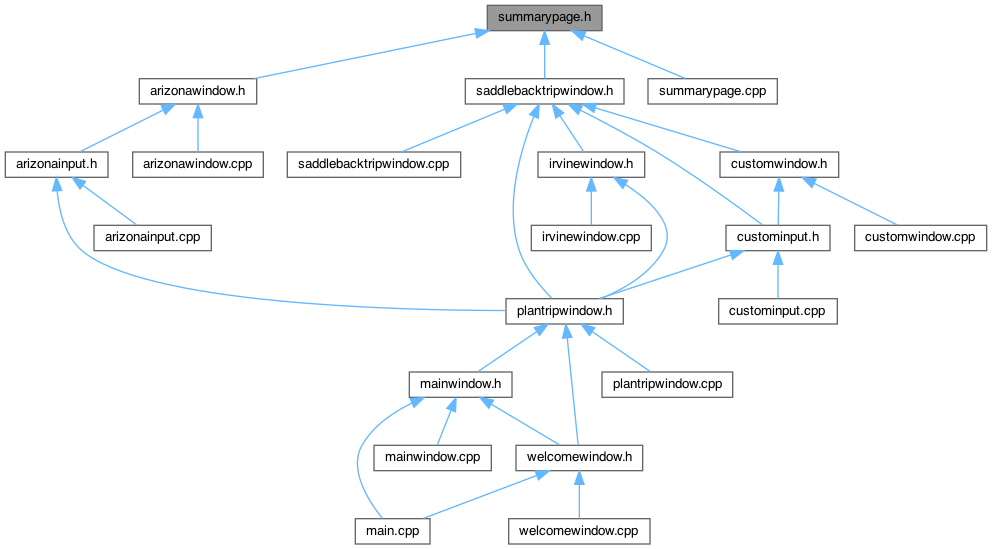 summarypage.h
arizonawindow.h
saddlebacktripwindow.h
summarypage.cpp
arizonainput.h
arizonawindow.cpp
saddlebacktripwindow.cpp
irvinewindow.h
customwindow.h
arizonainput.cpp
irvinewindow.cpp
custominput.h
customwindow.cpp
plantripwindow.h
custominput.cpp
mainwindow.h
plantripwindow.cpp
mainwindow.cpp
welcomewindow.h
main.cpp
welcomewindow.cpp